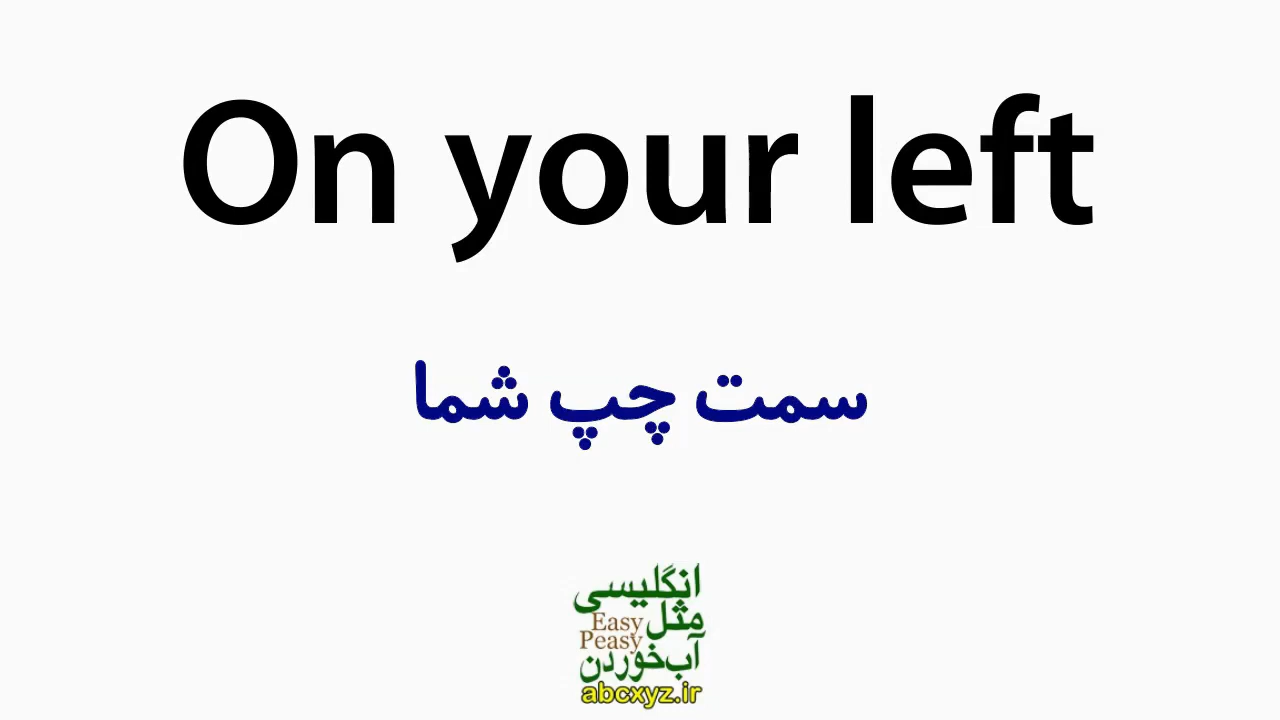 On your left
سمت چپ شما
انگلیسی
مثل
Easy
Peasy
آب‌خوردن
abcxyz.ir